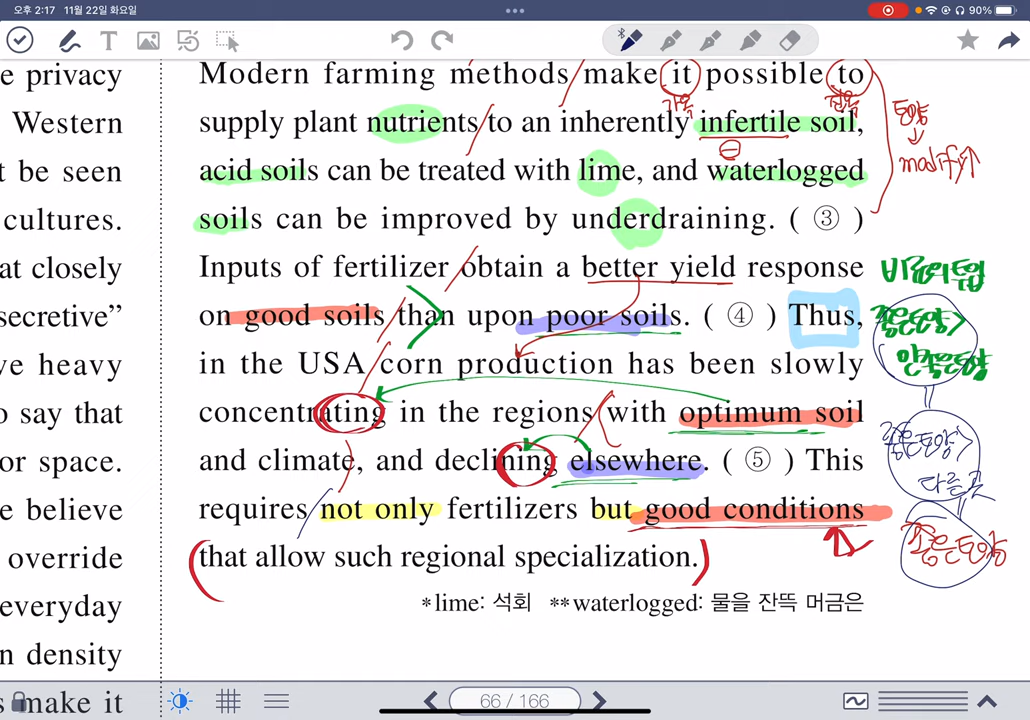 오후 2:17 11월 22일 화요일
90%
e privacy
Western
t be seen
cultures.
at closely
secretive”
ve heavy
o say that
or space.
e believe
override
everyday
n density
s make it
Modern farming methods make it possible to
가주 진주
supply plant nutrients to an inherently infertile soil,
⊖
acid soils can be treated with lime, and waterlogged
soils can be improved by underdraining. ( ③ )
Inputs of fertilizer obtain a better yield response
on good soils than upon poor soils. ( ④ ) Thus,
in the USA corn production has been slowly
concentrating in the regions with optimum soil
and climate, and declining elsewhere. ( ⑤ ) This
requires not only fertilizers but good conditions
that allow such regional specialization.
*lime: 석회 **waterlogged: 물을 잔뜩 머금은
토양
modify
비료의 투입
좋은토양>
안좋은토양
좋은토양>
다른곳
좋은토양
66 / 166